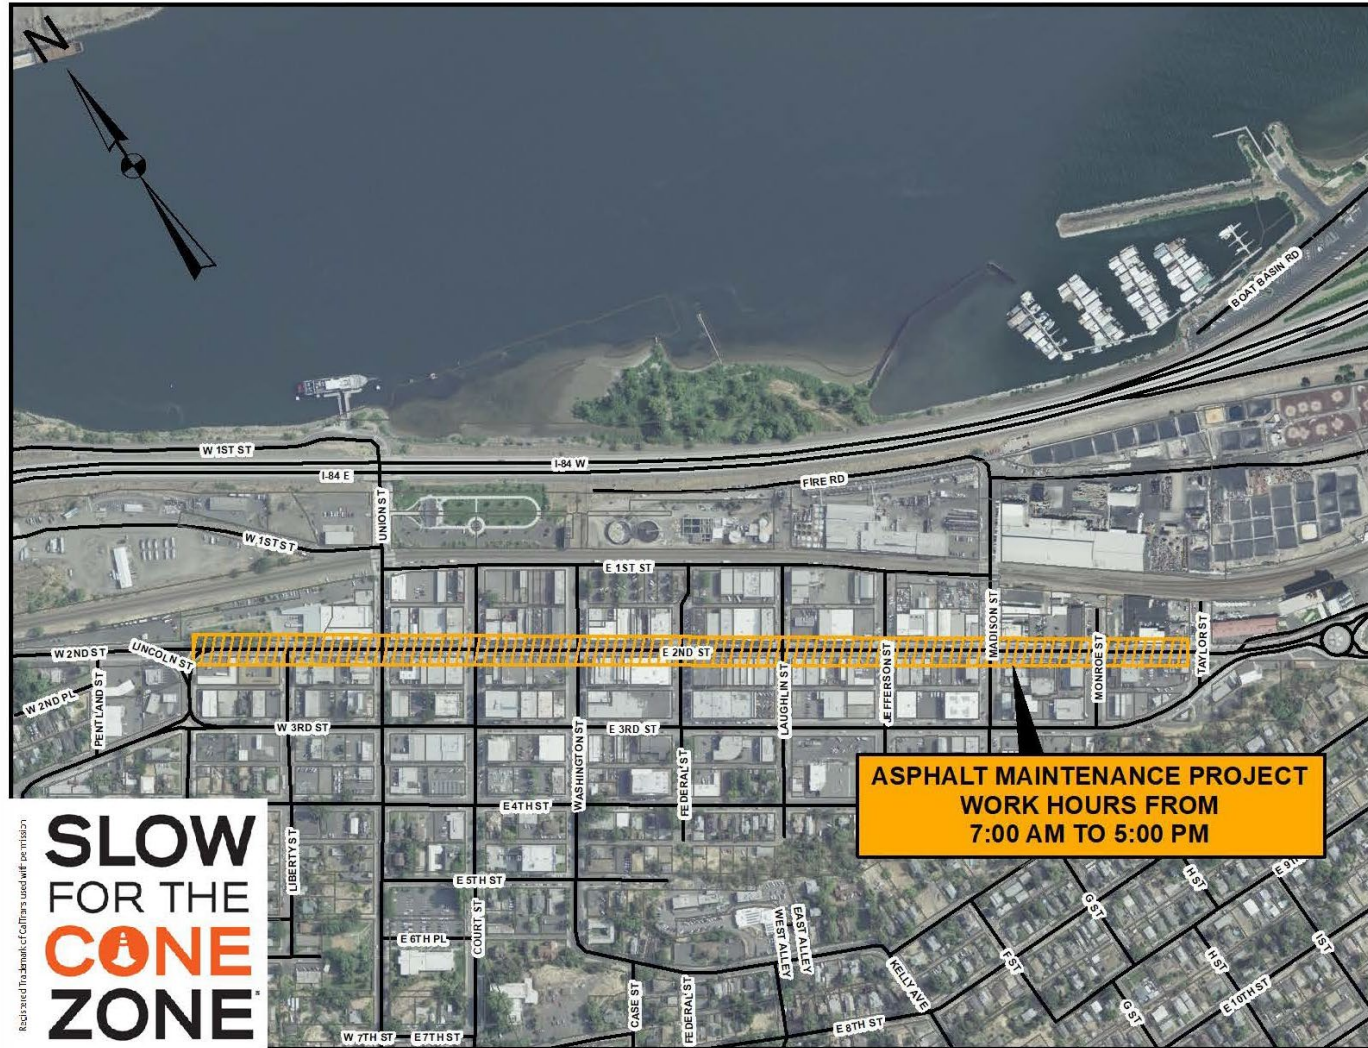 N
BOAT BASIN RD
W 1ST ST
I-84 W
I-84 E
FIRE RD
UNION ST
W 1ST ST
E 1ST ST
MADISON ST
TAYLOR ST
LINCOLN ST
W 2ND ST
E 2ND ST
MONROE ST
JEFFERSON ST
LAUGHLIN ST
PENTLAND ST
W 2ND PL
W 3RD ST
E 3RD ST
WASHINGTON ST
FEDERAL ST
ASPHALT MAINTENANCE PROJECT
WORK HOURS FROM
7:00 AM TO 5:00 PM
E 4TH ST
LIBERTY ST
E 5TH ST
COURT ST
E 6TH PL
WEST ALLEY
EAST ALLEY
KELLY AVE
F ST
G ST
H ST
I ST
G ST
H ST
E 10TH ST
CASE ST
FEDERAL ST
E 8TH ST
W 7TH ST
E 7TH ST
SLOW
FOR THE
CONE
ZONE
Registered Trademark of CalTrans used with permission